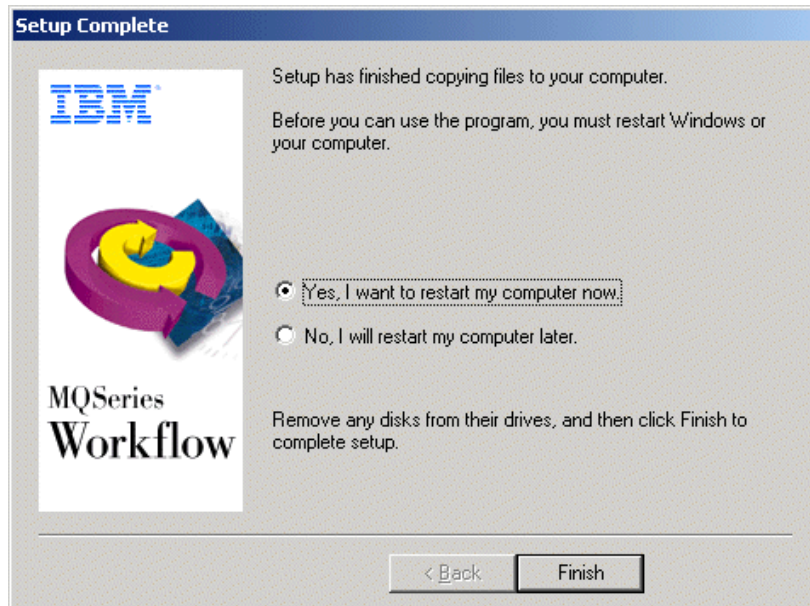 Setup Complete
IBM
MQSeries
Workflow
Setup has finished copying files to your computer.
Before you can use the program, you must restart Windows or
your computer.
Yes, I want to restart my computer now.
No, I will restart my computer later.
Remove any disks from their drives, and then click Finish to
complete setup.
< Back
Finish